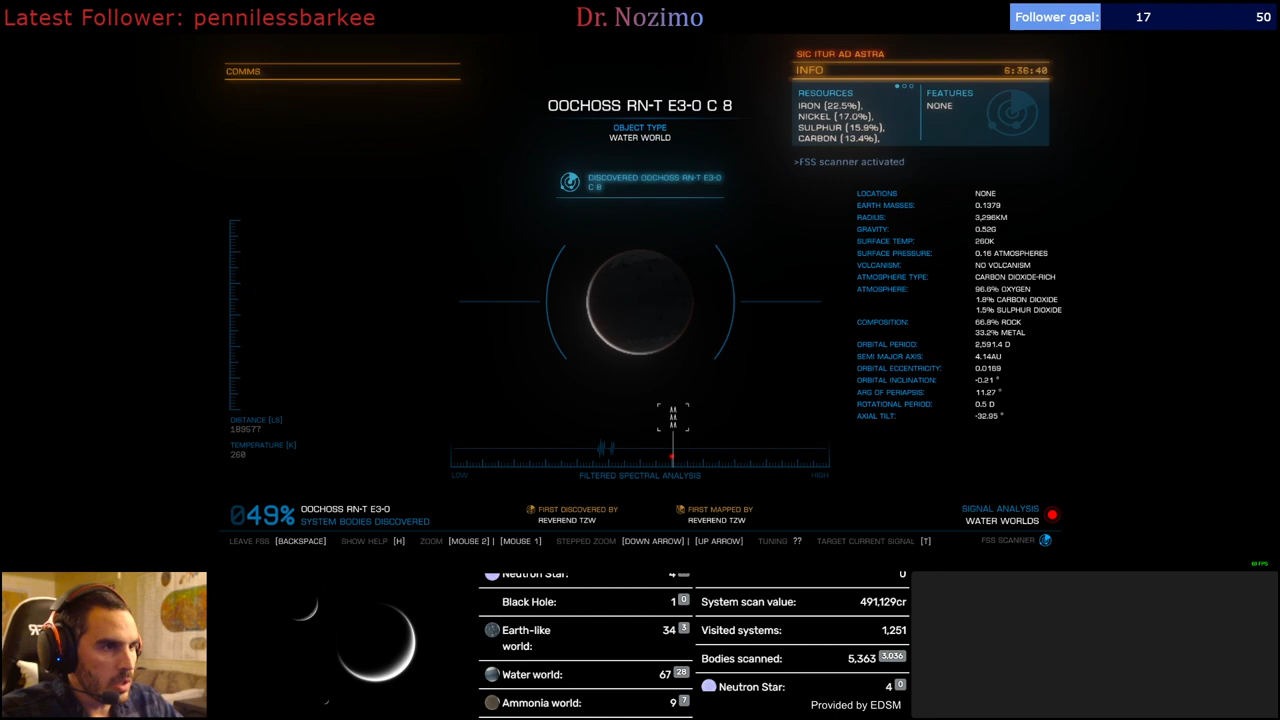 Latest Follower: pennilessbarkee
Dr. Nozimo
Follower goal: 17 50
COMMS
SIC ITUR AD ASTRA
INFO 6:36:40
RESOURCES
IRON (22.5%),
NICKEL (17.0%),
SULPHUR (15.9%),
CARBON (13.4%),
FEATURES
NONE
>FSS scanner activated
OOCHOSS RN-T E3-0 C 8
OBJECT TYPE
WATER WORLD
DISCOVERED OOCHOSS RN-T E3-0
C 8
LOCATIONS NONE
EARTH MASSES: 0.1379
RADIUS: 3,296KM
GRAVITY: 0.52G
SURFACE TEMP: 260K
SURFACE PRESSURE: 0.16 ATMOSPHERES
VOLCANISM: NO VOLCANISM
ATMOSPHERE TYPE: CARBON DIOXIDE-RICH
ATMOSPHERE: 96.6% OXYGEN
1.8% CARBON DIOXIDE
1.5% SULPHUR DIOXIDE
COMPOSITION: 66.8% ROCK
33.2% METAL
ORBITAL PERIOD: 2,591.4 D
SEMI MAJOR AXIS: 4.14AU
ORBITAL ECCENTRICITY: 0.0169
ORBITAL INCLINATION: -0.21 °
ARG OF PERIAPSIS: 11.27 °
ROTATIONAL PERIOD: 0.5 D
AXIAL TILT: -32.95 °
DISTANCE [LS]
189577
TEMPERATURE [K]
260
LOW FILTERED SPECTRAL ANALYSIS HIGH
049% OOCHOSS RN-T E3-0
SYSTEM BODIES DISCOVERED
FIRST DISCOVERED BY
REVEREND TZW
FIRST MAPPED BY
REVEREND TZW
SIGNAL ANALYSIS
WATER WORLDS
LEAVE FSS [BACKSPACE] SHOW HELP [H] ZOOM [MOUSE 2] | [MOUSE 1] STEPPED ZOOM [DOWN ARROW] | [UP ARROW] TUNING ?? TARGET CURRENT SIGNAL [T] FSS SCANNER
60 FPS
Neutron Star: 4
Black Hole: 1 0
Earth-like
world: 34 3
Water world: 67 28
Ammonia world: 9 7
0
System scan value: 491,129cr
Visited systems: 1,251
Bodies scanned: 5,363 3,036
Neutron Star: 4 0
Provided by EDSM